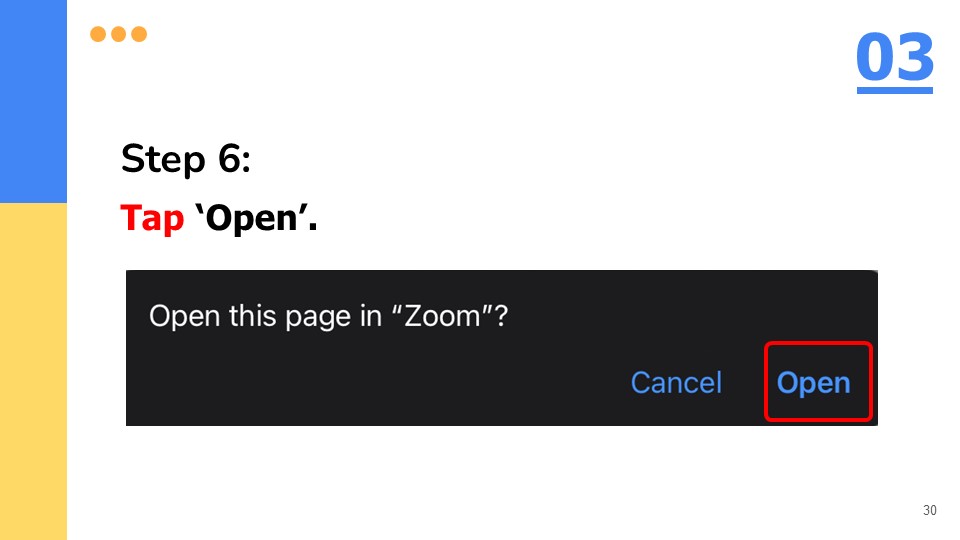 03
Step 6:
Tap ‘Open’.
Open this page in “Zoom”?
Cancel Open
30